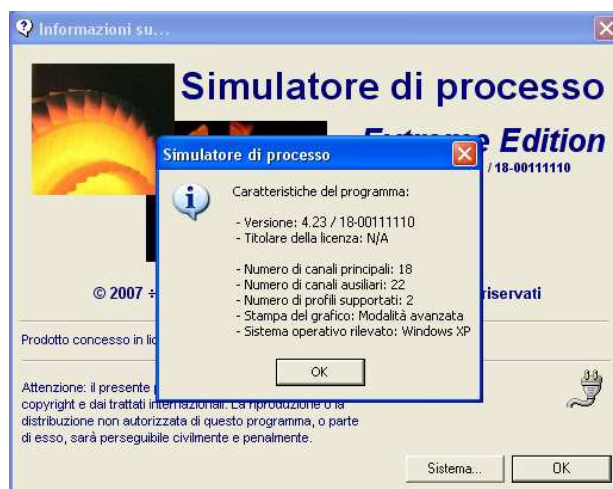 Informazioni su...
Simulatore di processo
Edition
/ 18-00111110
Simulatore di processo
Caratteristiche del programma:
- Versione: 4.23 / 18-00111110
- Titolare della licenza: N/A
- Numero di canali principali: 18
- Numero di canali ausiliari: 22
- Numero di profili supportati: 2
- Stampa del grafico: Modalità avanzata
- Sistema operativo rilevato: Windows XP
OK
© 2007 ÷
riservati
Prodotto concesso in
Attenzione: il presente
copyright e dai trattati internazionali. La riproduzione o la
distribuzione non autorizzata di questo programma, o parte
di esso, sarà perseguibile civilmente e penalmente.
Sistema...
OK